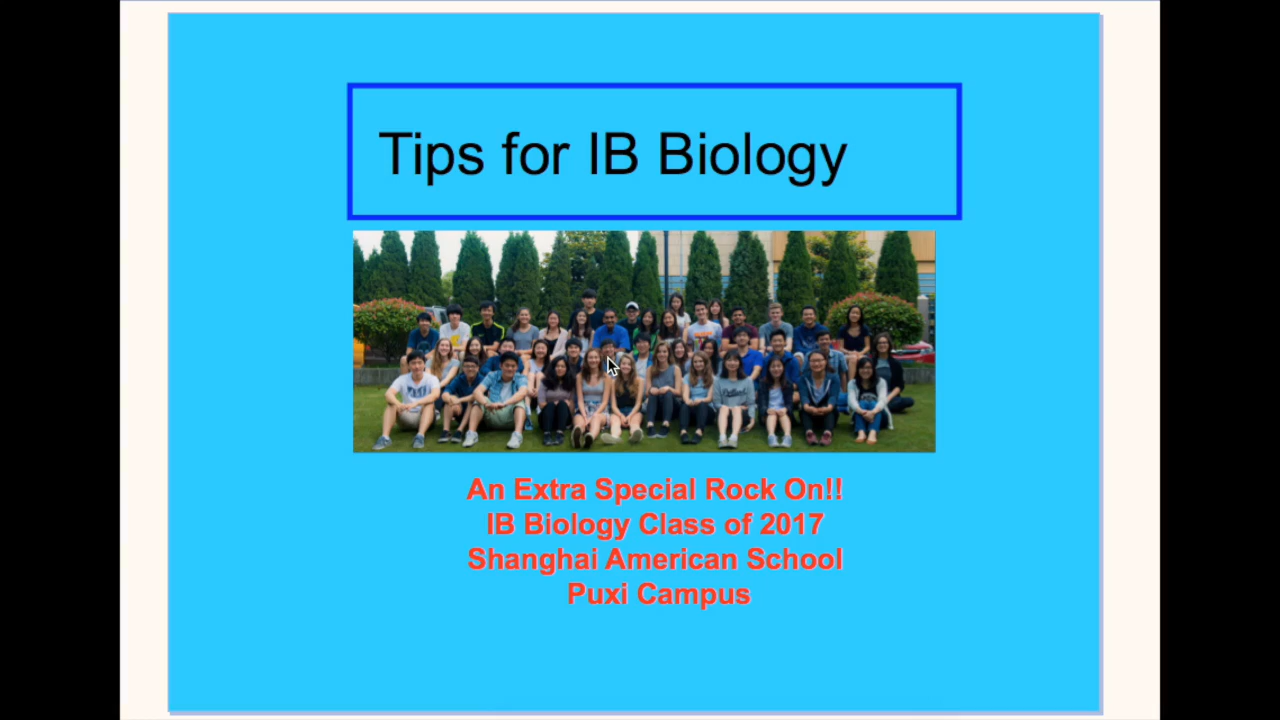 Tips for IB Biology
An Extra Special Rock On!!
IB Biology Class of 2017
Shanghai American School
Puxi Campus